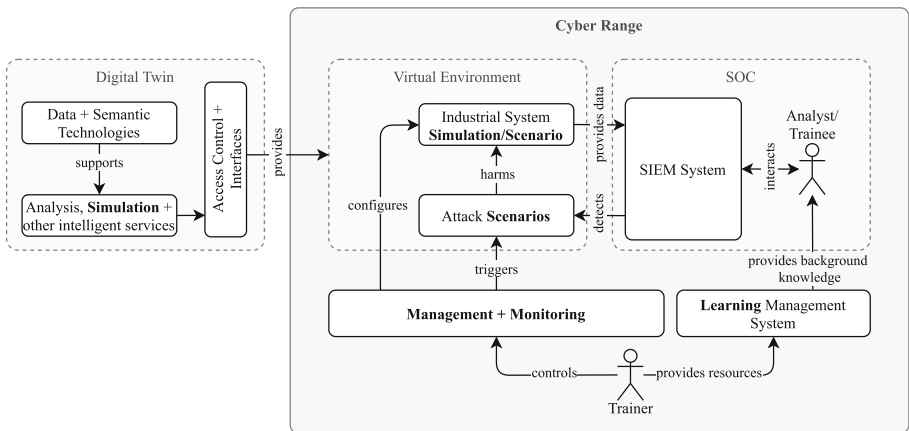 Cyber Range
Digital Twin
Data + Semantic
Technologies
supports
Analysis, Simulation +
other intelligent services
Access Control +
Interfaces
provides
Virtual Environment
Industrial System
Simulation/Scenario
harms
configures
Attack Scenarios
triggers
provides data
detects
SOC
SIEM System
interacts
Analyst/
Trainee
provides background
knowledge
Management + Monitoring
Learning Management
System
controls
provides resources
Trainer